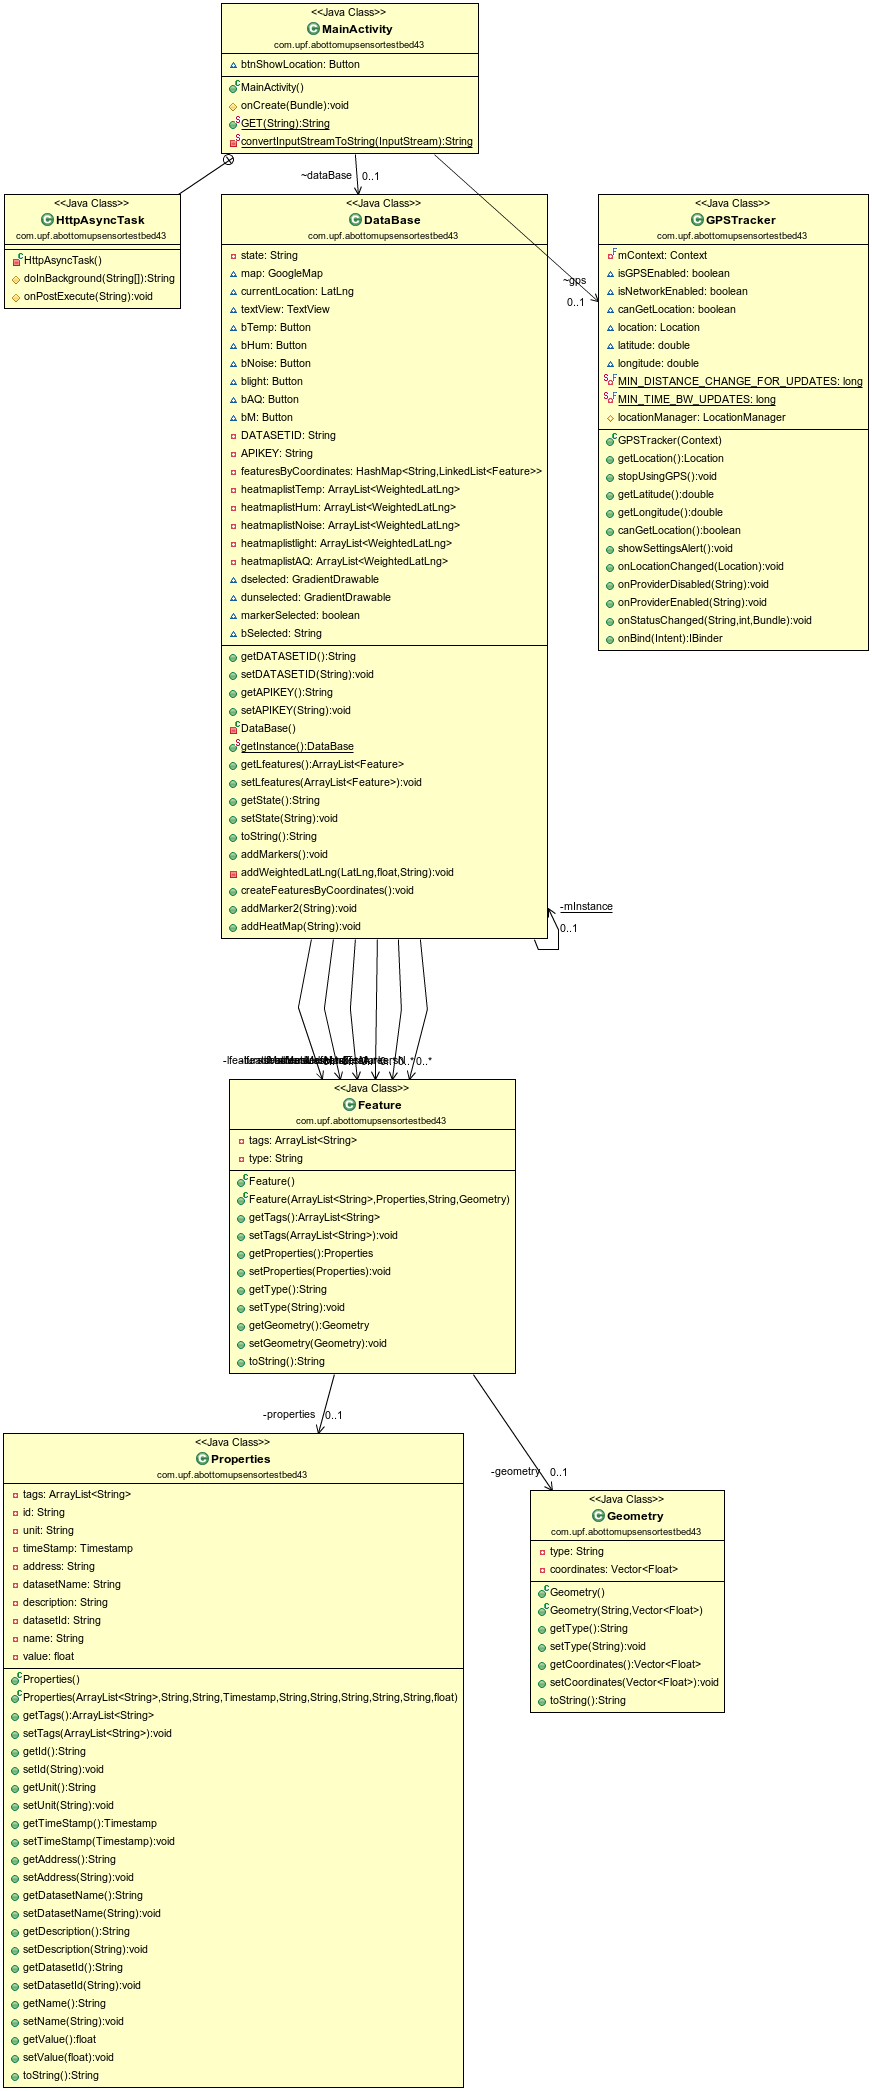 <<Java Class>>
MainActivity
com.upf.abottomupsensortestbed43
btnShowLocation: Button
MainActivity()
onCreate(Bundle):void
GET(String):String
convertInputStreamToString(InputStream):String
~dataBase
0..1
~gps
0..1
<<Java Class>>
HttpAsyncTask
com.upf.abottomupsensortestbed43
HttpAsyncTask()
doInBackground(String[]):String
onPostExecute(String):void
<<Java Class>>
DataBase
com.upf.abottomupsensortestbed43
state: String
map: GoogleMap
currentLocation: LatLng
textView: TextView
bTemp: Button
bHum: Button
bNoise: Button
blight: Button
bAQ: Button
bM: Button
DATASETID: String
APIKEY: String
featuresByCoordinates: HashMap<String,LinkedList<Feature>>
heatmaplistTemp: ArrayList<WeightedLatLng>
heatmaplistHum: ArrayList<WeightedLatLng>
heatmaplistNoise: ArrayList<WeightedLatLng>
heatmaplistlight: ArrayList<WeightedLatLng>
heatmaplistAQ: ArrayList<WeightedLatLng>
dselected: GradientDrawable
dunselected: GradientDrawable
markerSelected: boolean
bSelected: String
getDATASETID():String
setDATASETID(String):void
getAPIKEY():String
setAPIKEY(String):void
DataBase()
getInstance():DataBase
getLfeatures():ArrayList<Feature>
setLfeatures(ArrayList<Feature>):void
getState():String
setState(String):void
toString():String
addMarkers():void
addWeightedLatLng(LatLng,float,String):void
createFeaturesByCoordinates():void
addMarker2(String):void
addHeatMap(String):void
-mInstance
0..1
<<Java Class>>
GPSTracker
com.upf.abottomupsensortestbed43
mContext: Context
isGPSEnabled: boolean
isNetworkEnabled: boolean
canGetLocation: boolean
location: Location
latitude: double
longitude: double
MIN_DISTANCE_CHANGE_FOR_UPDATES: long
MIN_TIME_BW_UPDATES: long
locationManager: LocationManager
GPSTracker(Context)
getLocation():Location
stopUsingGPS():void
getLatitude():double
getLongitude():double
canGetLocation():boolean
showSettingsAlert():void
onLocationChanged(Location):void
onProviderDisabled(String):void
onProviderEnabled(String):void
onStatusChanged(String,int,Bundle):void
onBind(Intent):IBinder
0..*
<<Java Class>>
Feature
com.upf.abottomupsensortestbed43
tags: ArrayList<String>
type: String
Feature()
Feature(ArrayList<String>,Properties,String,Geometry)
getTags():ArrayList<String>
setTags(ArrayList<String>):void
getProperties():Properties
setProperties(Properties):void
getType():String
setType(String):void
getGeometry():Geometry
setGeometry(Geometry):void
toString():String
-properties
0..1
-geometry
0..1
<<Java Class>>
Properties
com.upf.abottomupsensortestbed43
tags: ArrayList<String>
id: String
unit: String
timeStamp: Timestamp
address: String
datasetName: String
description: String
datasetId: String
name: String
value: float
Properties()
Properties(ArrayList<String>,String,String,Timestamp,String,String,String,String,String,float)
getTags():ArrayList<String>
setTags(ArrayList<String>):void
getId():String
setId(String):void
getUnit():String
setUnit(String):void
getTimeStamp():Timestamp
setTimeStamp(Timestamp):void
getAddress():String
setAddress(String):void
getDatasetName():String
setDatasetName(String):void
getDescription():String
setDescription(String):void
getDatasetId():String
setDatasetId(String):void
getName():String
setName(String):void
getValue():float
setValue(float):void
toString():String
<<Java Class>>
Geometry
com.upf.abottomupsensortestbed43
type: String
coordinates: Vector<Float>
Geometry()
Geometry(String,Vector<Float>)
getType():String
setType(String):void
getCoordinates():Vector<Float>
setCoordinates(Vector<Float>):void
toString():String